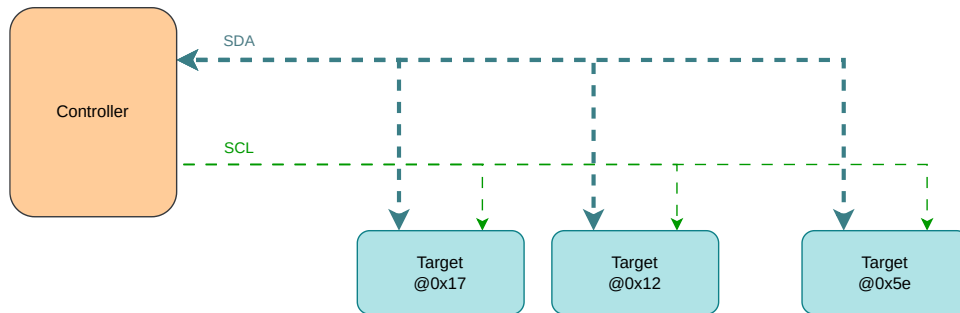 SDA
Controller
SCL
Target
@0x17
Target
@0x12
Target
@0x5e